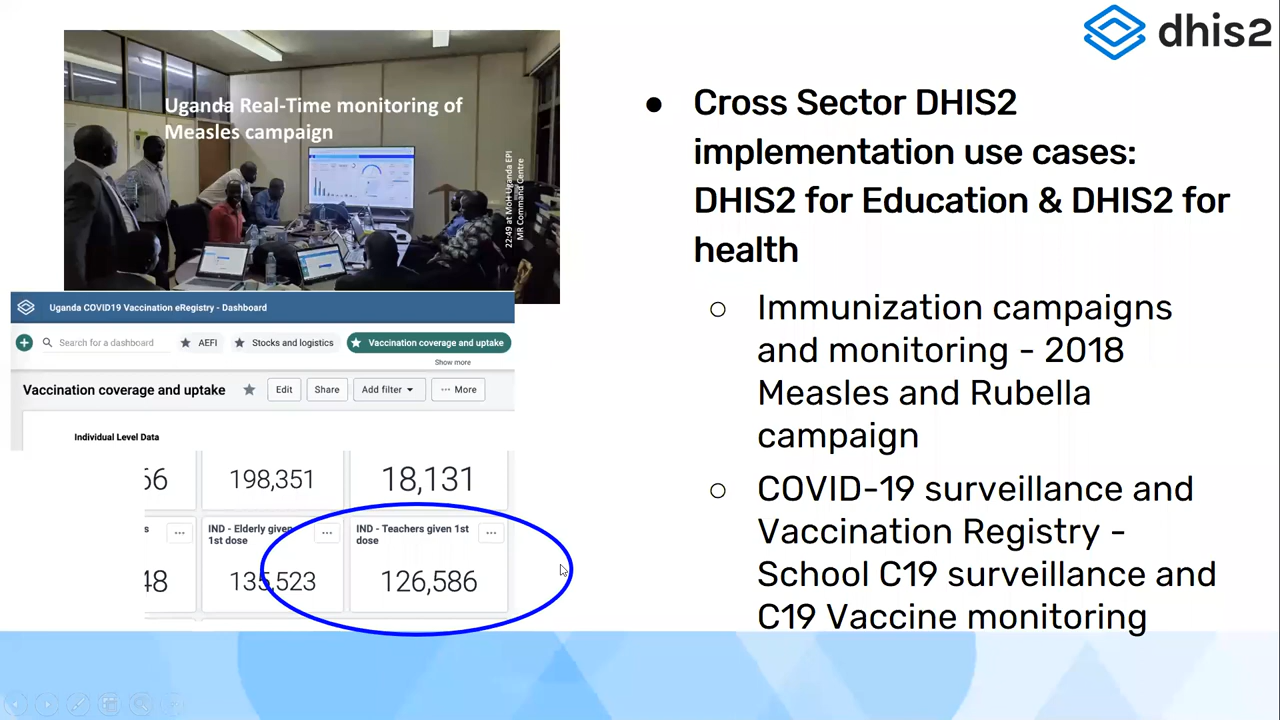 dhis2
Uganda Real-Time monitoring of
Measles campaign
22:49 at MoH Uganda EPI
MR Command Centre
Uganda COVID19 Vaccination eRegistry - Dashboard
Search for a dashboard
AEFI
Stocks and logistics
Vaccination coverage and uptake
Show more
Vaccination coverage and uptake
Edit
Share
Add filter
More
Individual Level Data
198,351
18,131
IND - Elderly given
1st dose
IND - Teachers given 1st
dose
48
135,523
126,586
● Cross Sector DHIS2
implementation use cases:
DHIS2 for Education & DHIS2 for
health
○ Immunization campaigns
and monitoring - 2018
Measles and Rubella
campaign
○ COVID-19 surveillance and
Vaccination Registry -
School C19 surveillance and
C19 Vaccine monitoring